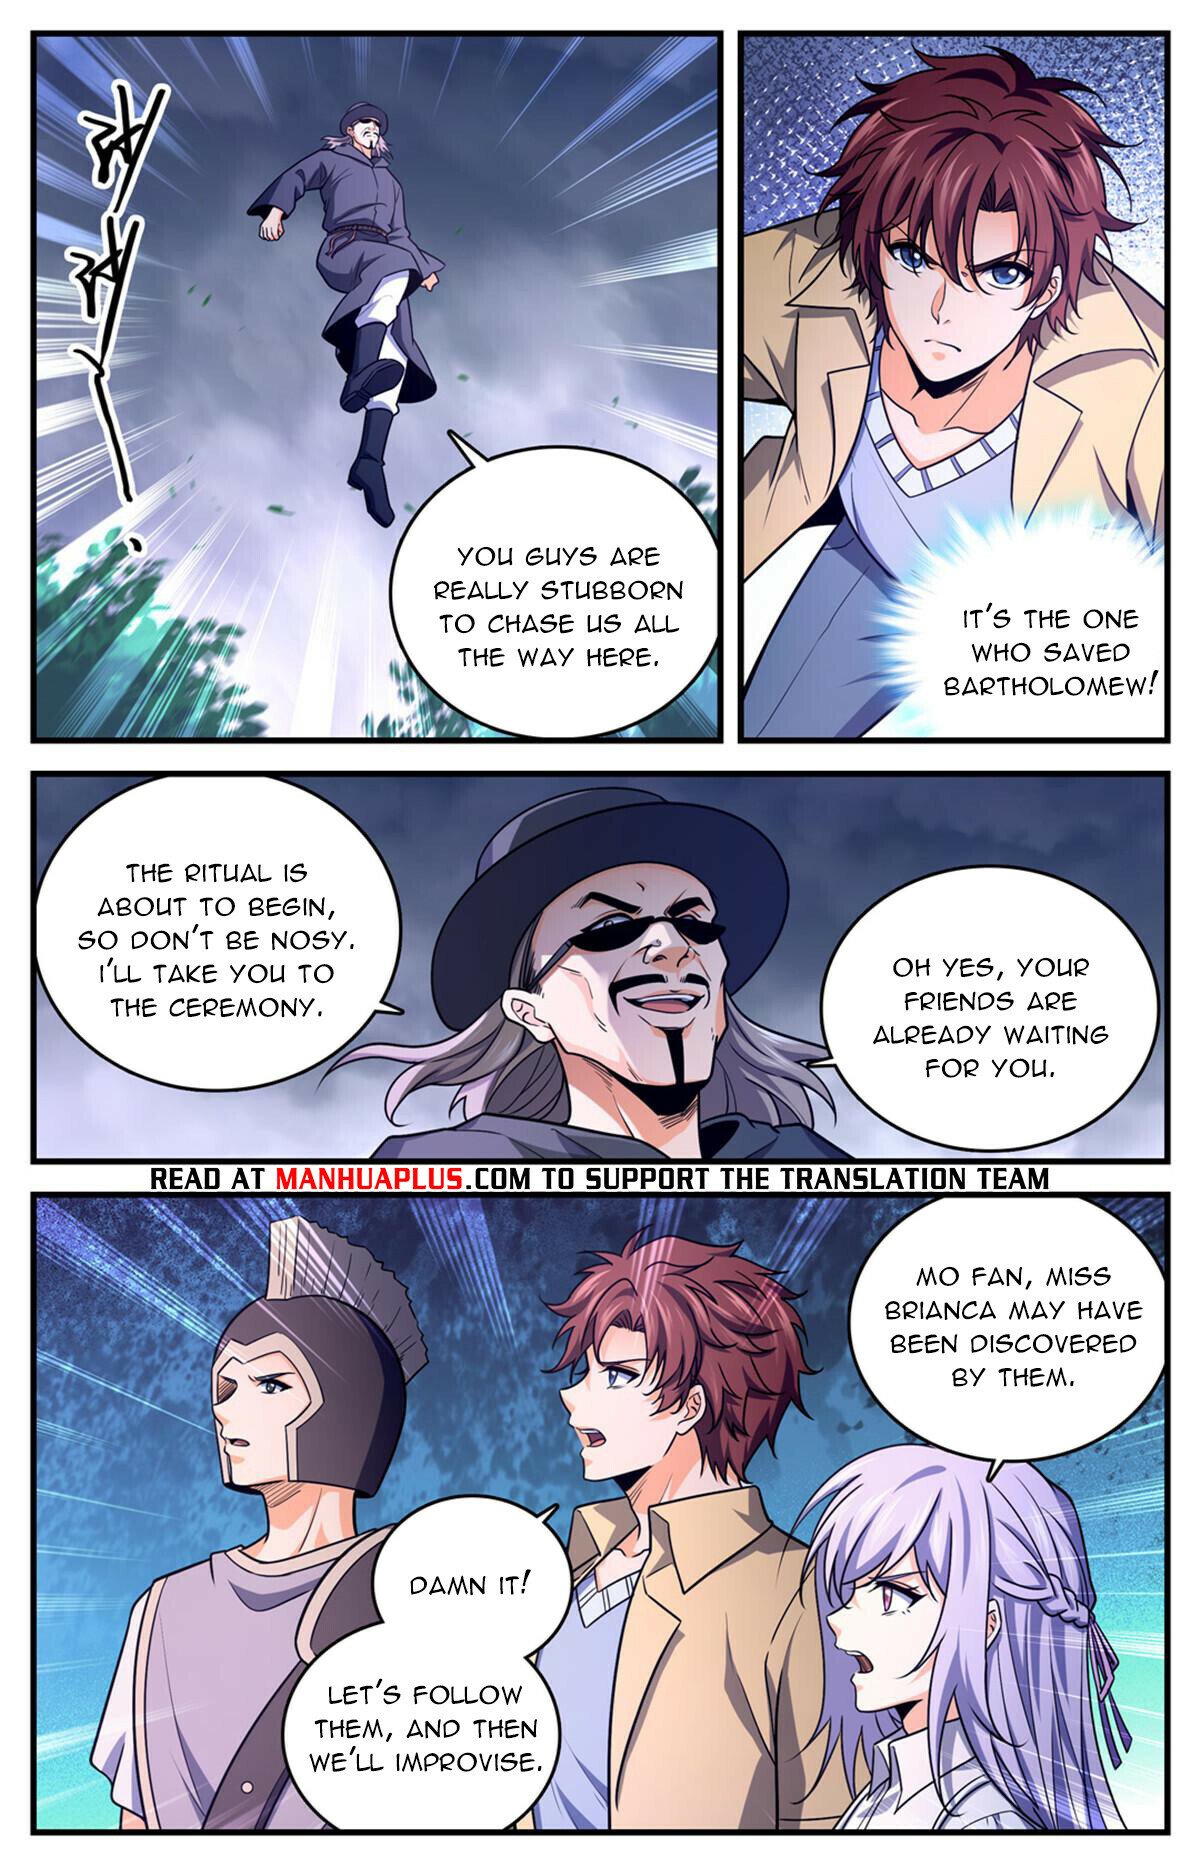 YOU GUYS ARE
REALLY STUBBORN
TO CHASE US ALL
THE WAY HERE.
IT'S THE ONE
WHO SAVED
BARTHOLOMEW!
THE RITUAL IS
ABOUT TO BEGIN,
SO DON'T BE NOSY.
I'LL TAKE YOU TO
THE CEREMONY.
OH YES, YOUR
FRIENDS ARE
ALREADY WAITING
FOR YOU.
READ AT MANHUAPLUS.COM TO SUPPORT THE TRANSLATION TEAM
MO FAN, MISS
BRIANCA MAY HAVE
BEEN DISCOVERED
BY THEM.
DAMN IT!
LET'S FOLLOW
THEM, AND THEN
WE'LL IMPROVISE.